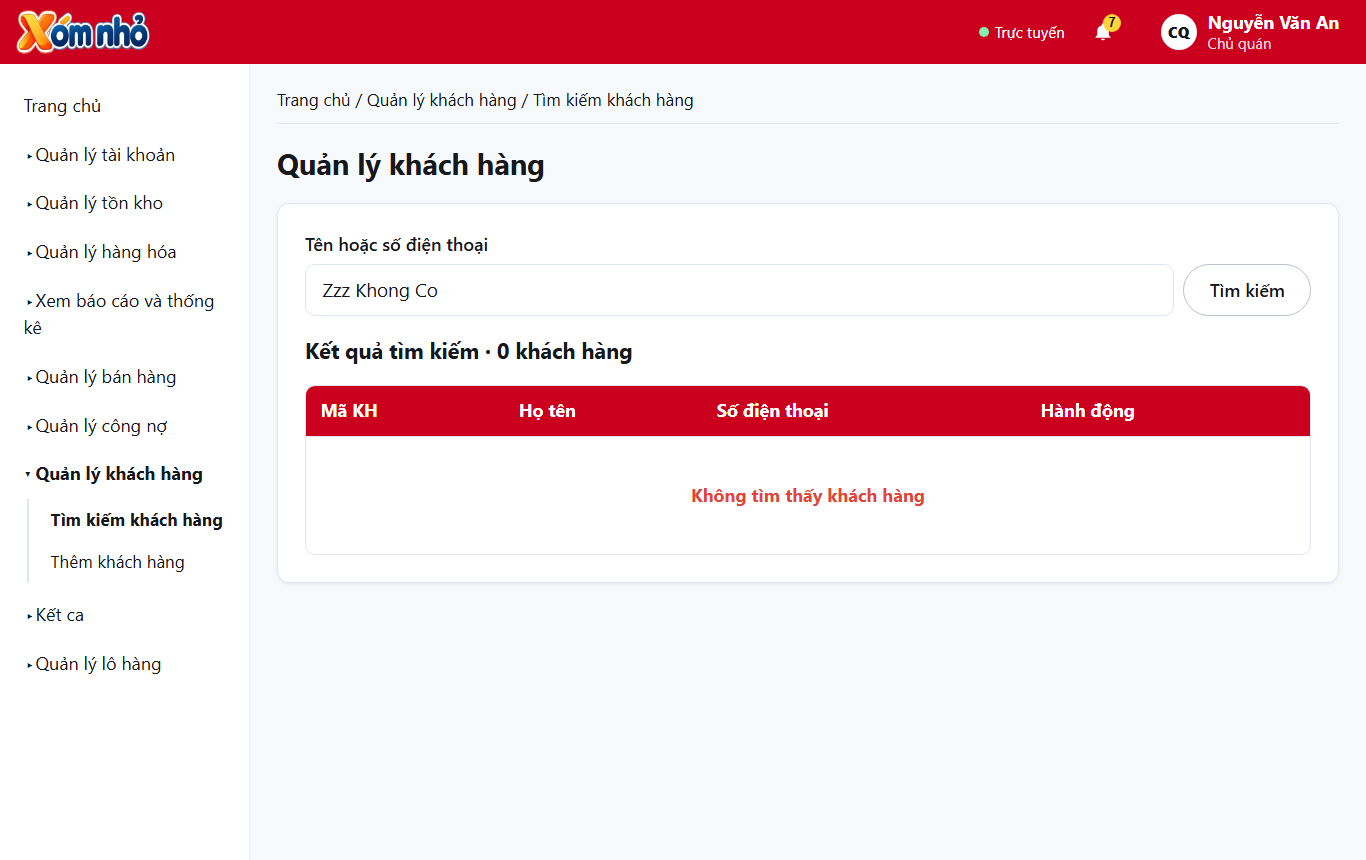 Xóm nhỏ
Trực tuyến
7
CQ
Nguyễn Văn An
Chủ quán
Trang chủ
Quản lý tài khoản
Quản lý tồn kho
Quản lý hàng hóa
Xem báo cáo và thống
kê
Quản lý bán hàng
Quản lý công nợ
Quản lý khách hàng
Tìm kiếm khách hàng
Thêm khách hàng
Kết ca
Quản lý lô hàng
Trang chủ / Quản lý khách hàng / Tìm kiếm khách hàng
Quản lý khách hàng
Tên hoặc số điện thoại
Zzz Khong Co
Tìm kiếm
Kết quả tìm kiếm · 0 khách hàng
Mã KH Họ tên Số điện thoại Hành động
Không tìm thấy khách hàng